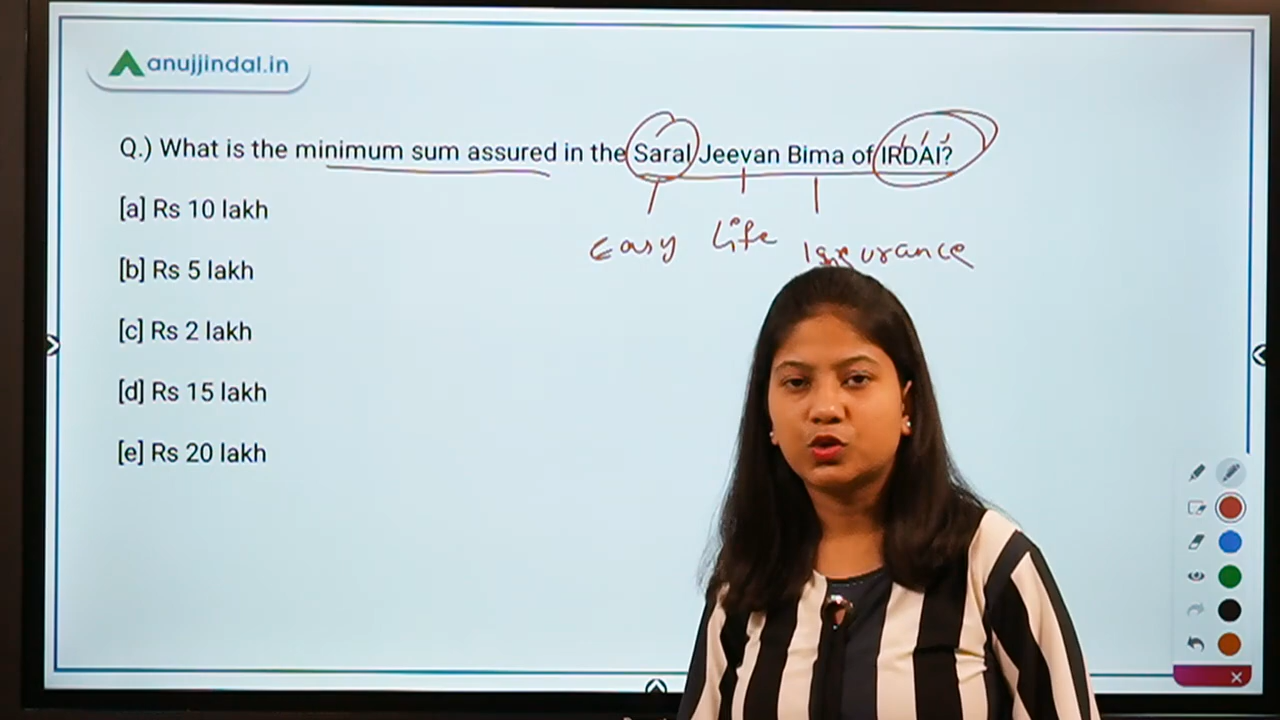 anujjindal.in
Q.) What is the minimum sum assured in the Saral Jeevan Bima of IRDAI?
[a] Rs 10 lakh
easy life Insurance
[b] Rs 5 lakh
[c] Rs 2 lakh
[d] Rs 15 lakh
[e] Rs 20 lakh